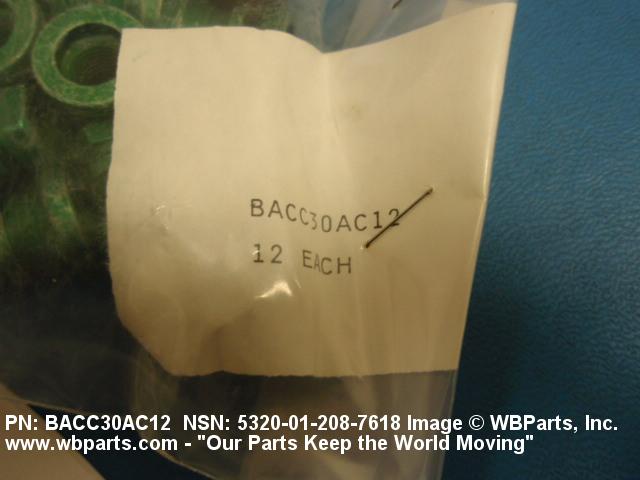 BACC30AC12
12 EACH
PN: BACC30AC12 NSN: 5320-01-208-7618 Image © WBParts, Inc.
www.wbparts.com - "Our Parts Keep the World Moving"